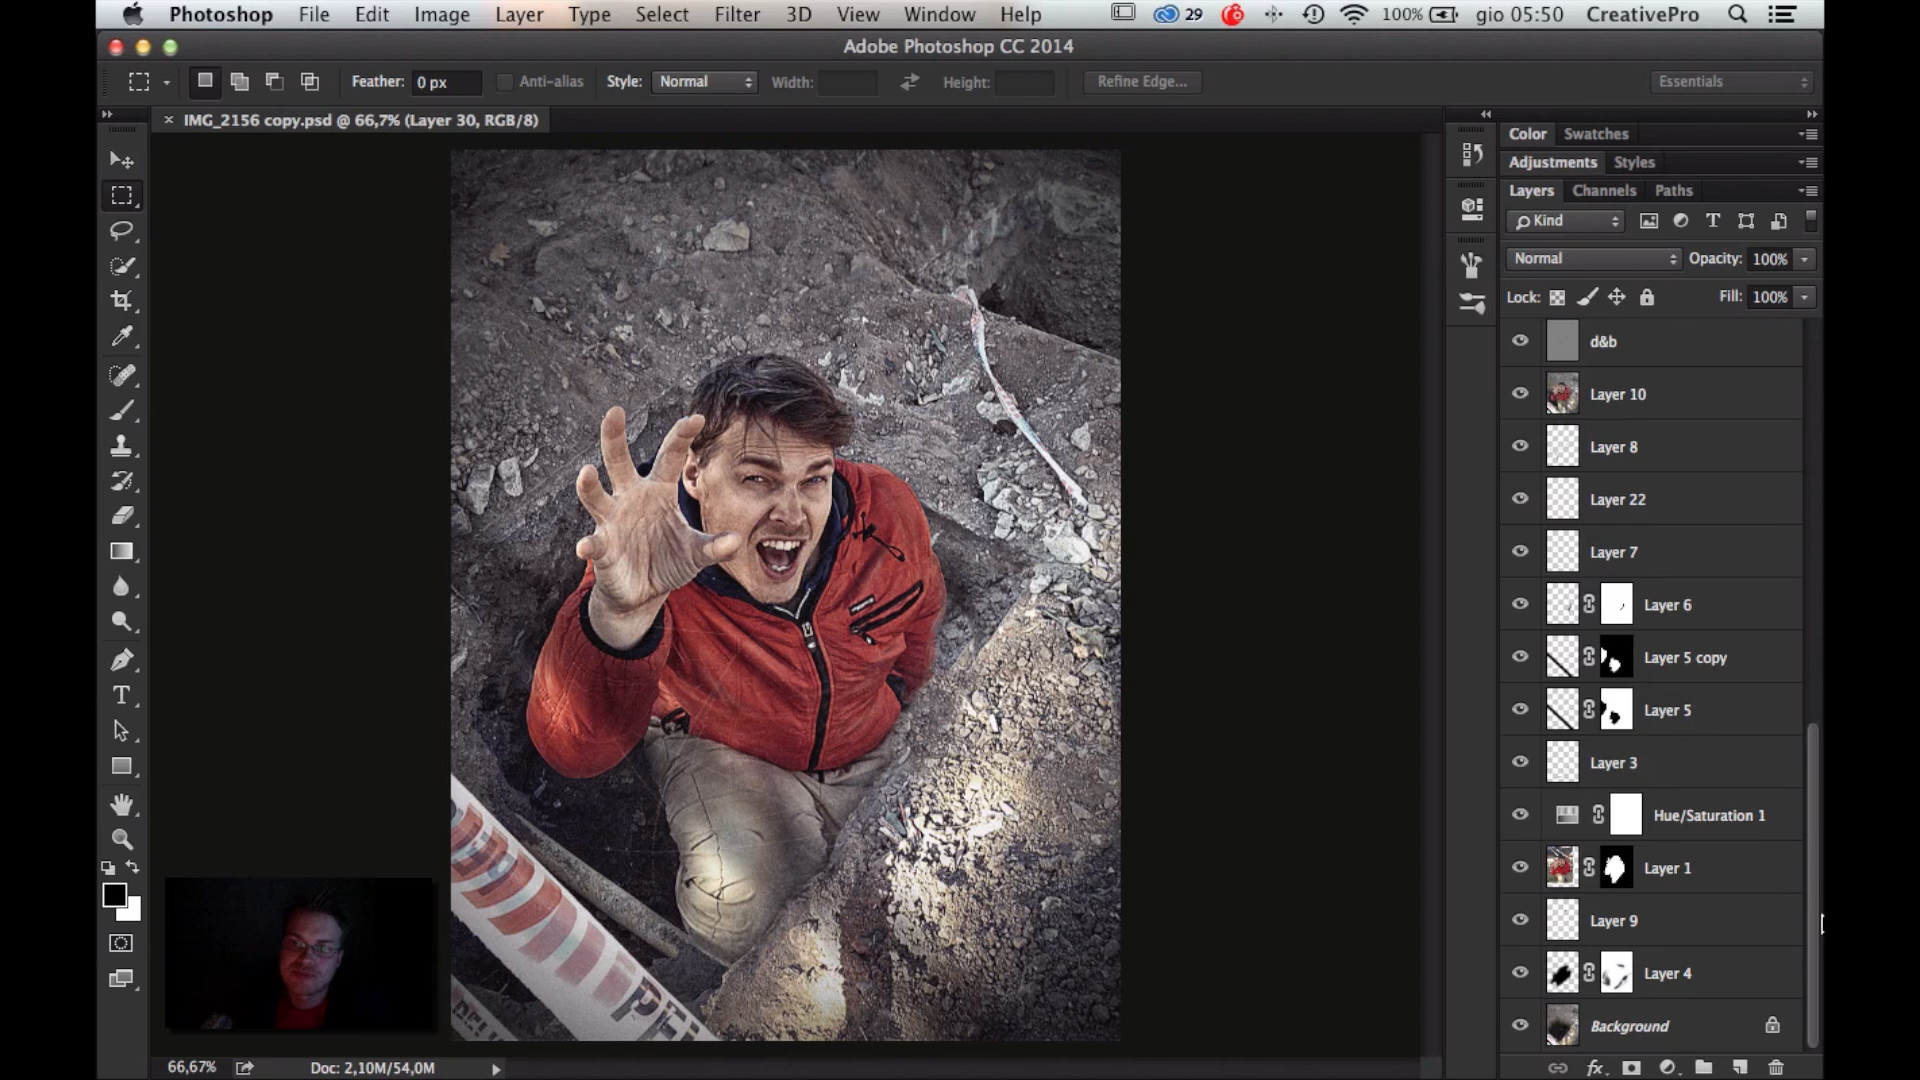 Photoshop File Edit Image Layer Type Select Filter 3D View Window Help 29 100% gio 05:50 CreativePro
Adobe Photoshop CC 2014
Feather: 0 px Anti-alias Style: Normal Width: Height: Refine Edge... Essentials
× IMG_2156 copy.psd @ 66,7% (Layer 30, RGB/8)
Color Swatches
Adjustments Styles
Layers Channels Paths
Kind
Normal Opacity: 100%
Lock: Fill: 100%
d&b
Layer 10
Layer 8
Layer 22
Layer 7
Layer 6
Layer 5 copy
Layer 5
Layer 3
Hue/Saturation 1
Layer 1
Layer 9
Layer 4
Background
66,67% Doc: 2,10M/54,0M